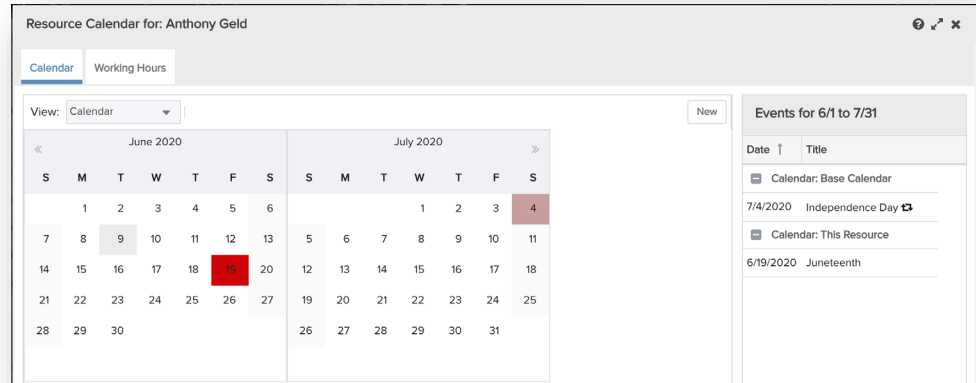 Resource Calendar for: Anthony Geld
Calendar Working Hours
View: Calendar New
June 2020
S M T W T F S
1 2 3 4 5 6
7 8 9 10 11 12 13
14 15 16 17 18 19 20
21 22 23 24 25 26 27
28 29 30
July 2020
S M T W T F S
1 2 3 4
5 6 7 8 9 10 11
12 13 14 15 16 17 18
19 20 21 22 23 24 25
26 27 28 29 30 31
Events for 6/1 to 7/31
Date ↑ Title
Calendar: Base Calendar
7/4/2020 Independence Day
Calendar: This Resource
6/19/2020 Juneteenth